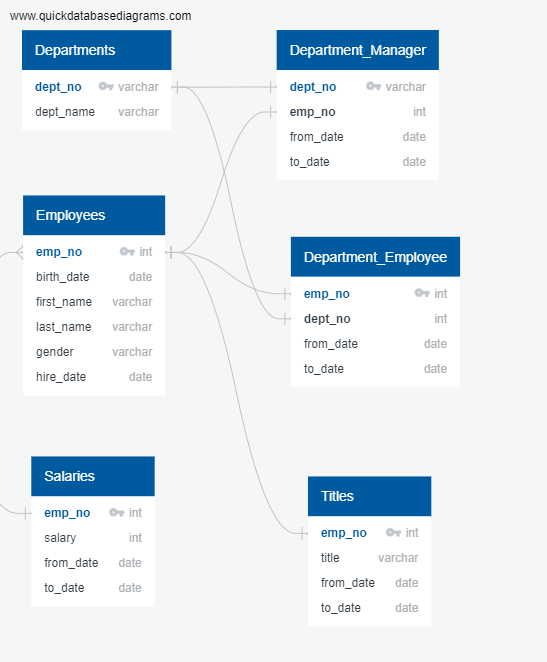 www.quickdatabasediagrams.com
Departments
dept_no varchar
dept_name varchar
Department_Manager
dept_no varchar
emp_no int
from_date date
to_date date
Employees
emp_no int
birth_date date
first_name varchar
last_name varchar
gender varchar
hire_date date
Department_Employee
emp_no int
dept_no int
from_date date
to_date date
Salaries
emp_no int
salary int
from_date date
to_date date
Titles
emp_no int
title varchar
from_date date
to_date date